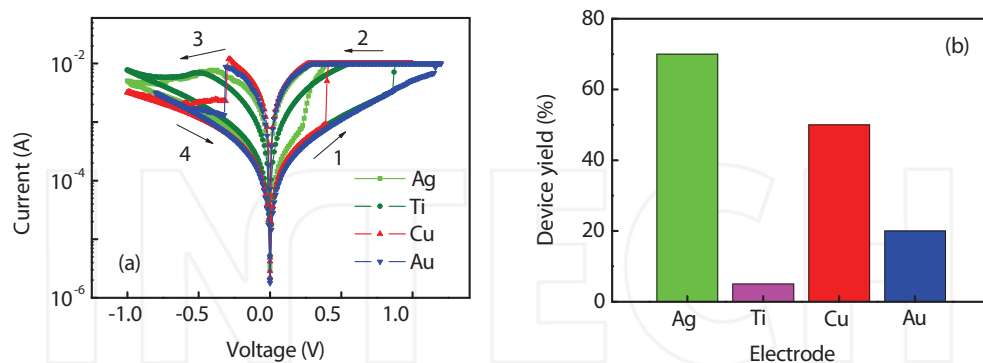 3
2
4
1
(a)
Ag
Ti
Cu
Au
10⁻²
10⁻⁴
10⁻⁶
Current (A)
-1.0 -0.5 0.0 0.5 1.0
Voltage (V)
(b)
80
60
40
20
0
Device yield (%)
Ag Ti Cu Au
Electrode
INTECH